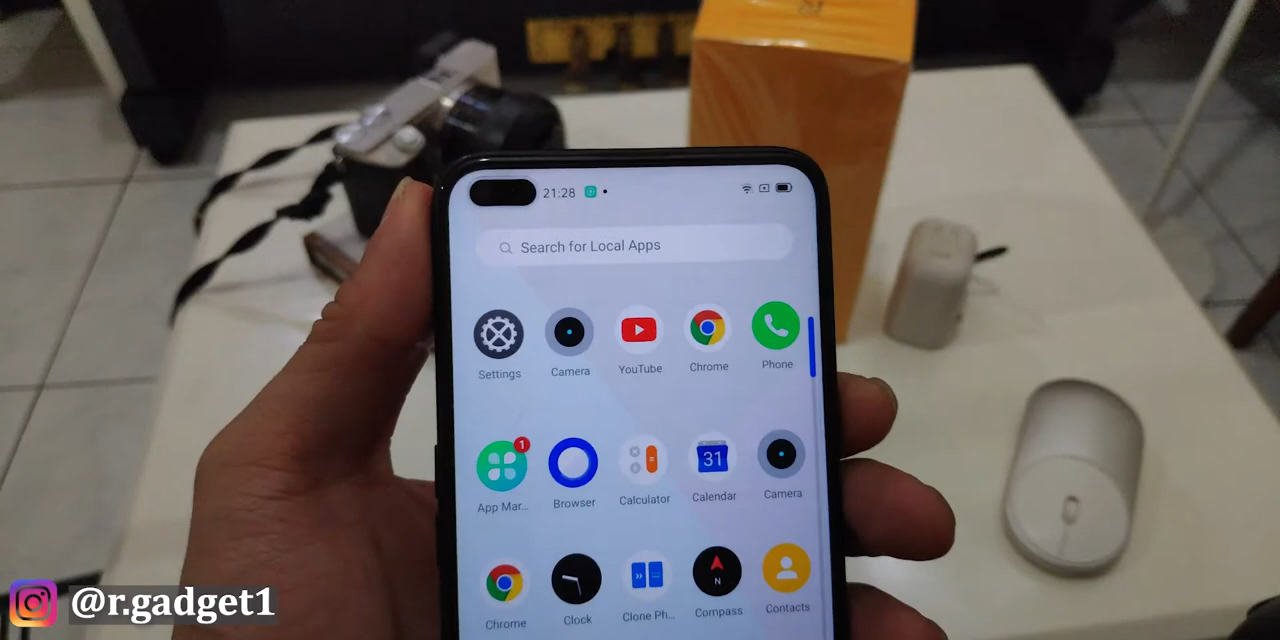 21:28
Search for Local Apps
Settings
Camera
YouTube
Chrome
Phone
1
App Mar...
Browser
Calculator
31
Calendar
Camera
N
Chrome
Clock
Clone Ph...
Compass
Contacts
@r.gadget1